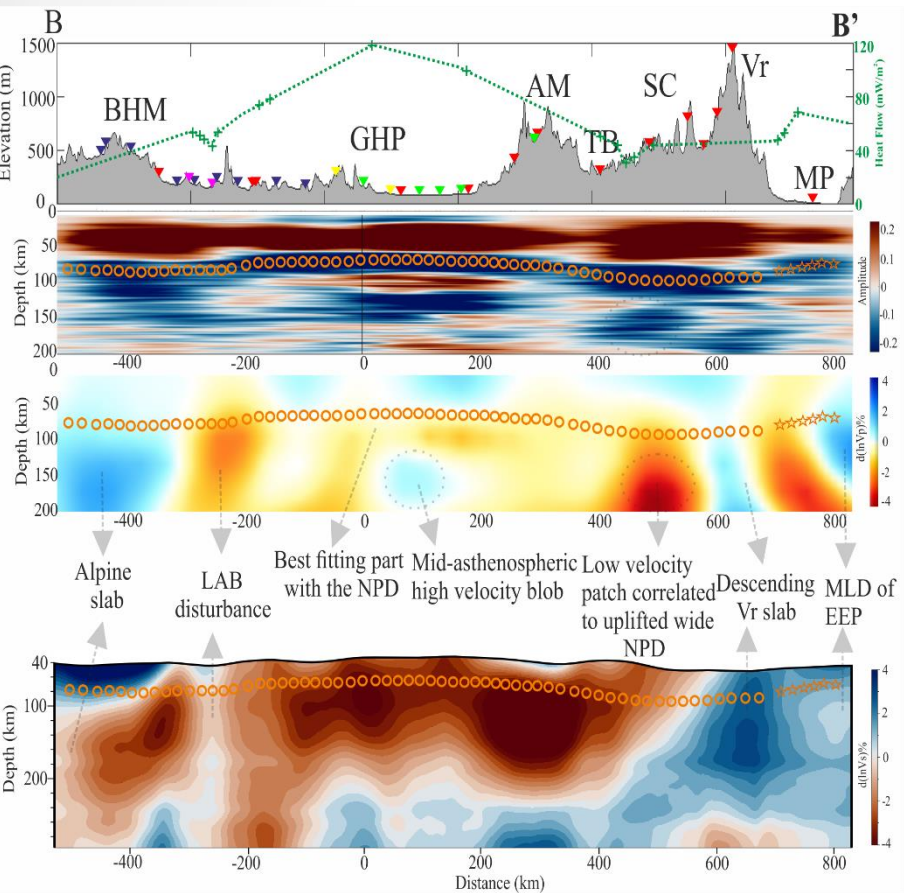 B B'
1500 120
BHM GHP AM TB SC Vr MP
1000 80
500 40
0 0
Elevation (m)
Heat Flow (mW/m²)
0
50
100
150
200
Depth (km)
-400 -200 0 200 400 600 800
0.2
0.1
0
-0.1
-0.2
Amplitude
50
100
150
200
Depth (km)
-400 -200 0 200 400 600 800
4
2
0
-2
-4
d(lnVp)%
Alpine
slab
LAB
disturbance
Best fitting part
with the NPD
Mid-asthenospheric
high velocity blob
Low velocity
patch correlated
to uplifted wide
NPD
Descending
Vr slab
MLD of
EEP
40
100
200
Depth (km)
-400 -200 0 200 400 600 800
Distance (km)
4
2
0
-2
-4
d(lnVs)%